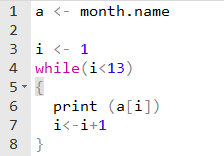 1 a <- month.name
2
3 i <- 1
4 while(i<13)
5 {
6 print (a[i])
7 i<-i+1
8 }